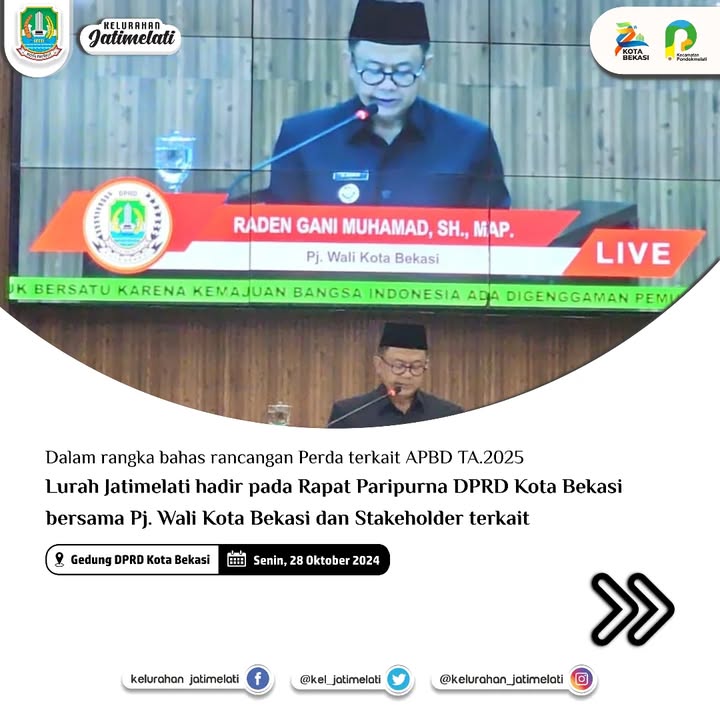 KELURAHAN
Jatimelati
KOTA
BEKASI
Kecamatan
Pondokmelati
DPRD
RADEN GANI MUHAMAD, SH., MAP.
Pj. Wali Kota Bekasi
LIVE
UK BERSATU KARENA KEMAJUAN BANGSA INDONESIA ADA DIGENGGAMAN PEMU
Dalam rangka bahas rancangan Perda terkait APBD TA.2025
Lurah Jatimelati hadir pada Rapat Paripurna DPRD Kota Bekasi
bersama Pj. Wali Kota Bekasi dan Stakeholder terkait
Gedung DPRD Kota Bekasi
Senin, 28 Oktober 2024
kelurahan jatimelati
@kel_jatimelati
@kelurahan_jatimelati